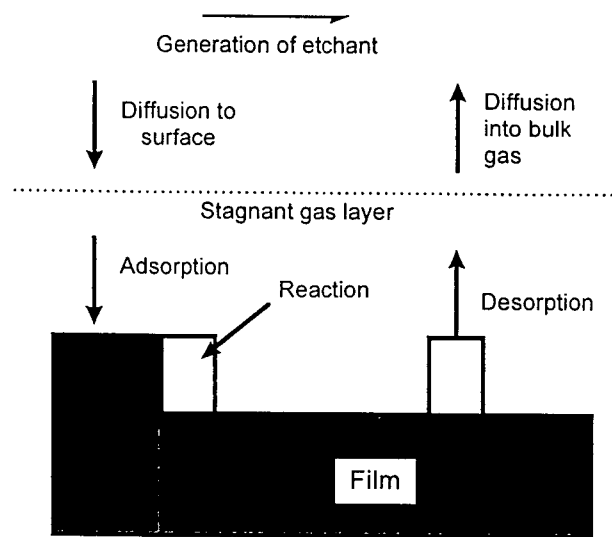 Generation of etchant
Diffusion to
surface
Diffusion
into bulk
gas
Stagnant gas layer
Adsorption
Reaction
Desorption
Film